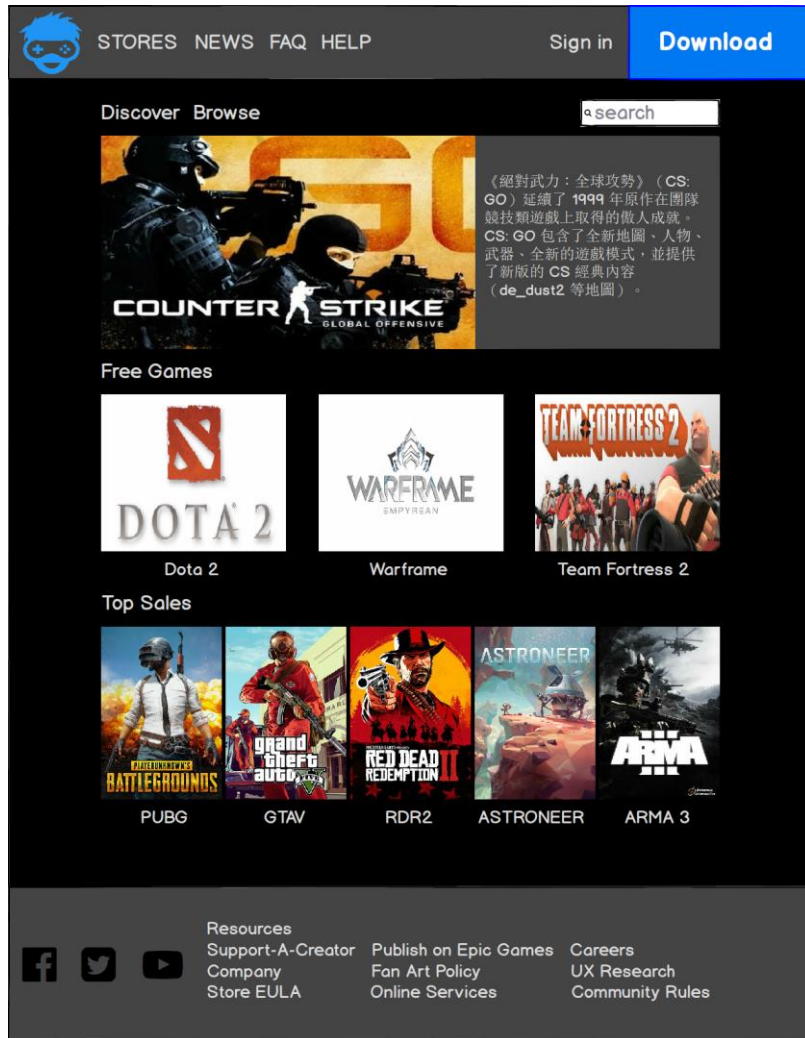 STORES NEWS FAQ HELP Sign in Download
Discover Browse search
《絕對武力：全球攻勢》（CS:
GO）延續了 1999 年原作在團隊
競技類遊戲上取得的傲人成就。
CS: GO 包含了全新地圖、人物、
武器、全新的遊戲模式，並提供
了新版的 CS 經典內容
（de_dust2 等地圖）。
GO
COUNTER STRIKE
GLOBAL OFFENSIVE
Free Games
DOTA 2
WARFRAME
EMPYREAN
TEAM FORTRESS 2
Dota 2 Warframe Team Fortress 2
Top Sales
PLAYERUNKNOWN'S
BATTLEGROUNDS
grand
theft
auto V
RED DEAD
REDEMPTION II
ASTRONEER
ARMA
III
PUBG GTAV RDR2 ASTRONEER ARMA 3
Resources
Support-A-Creator Publish on Epic Games Careers
Company Fan Art Policy UX Research
Store EULA Online Services Community Rules